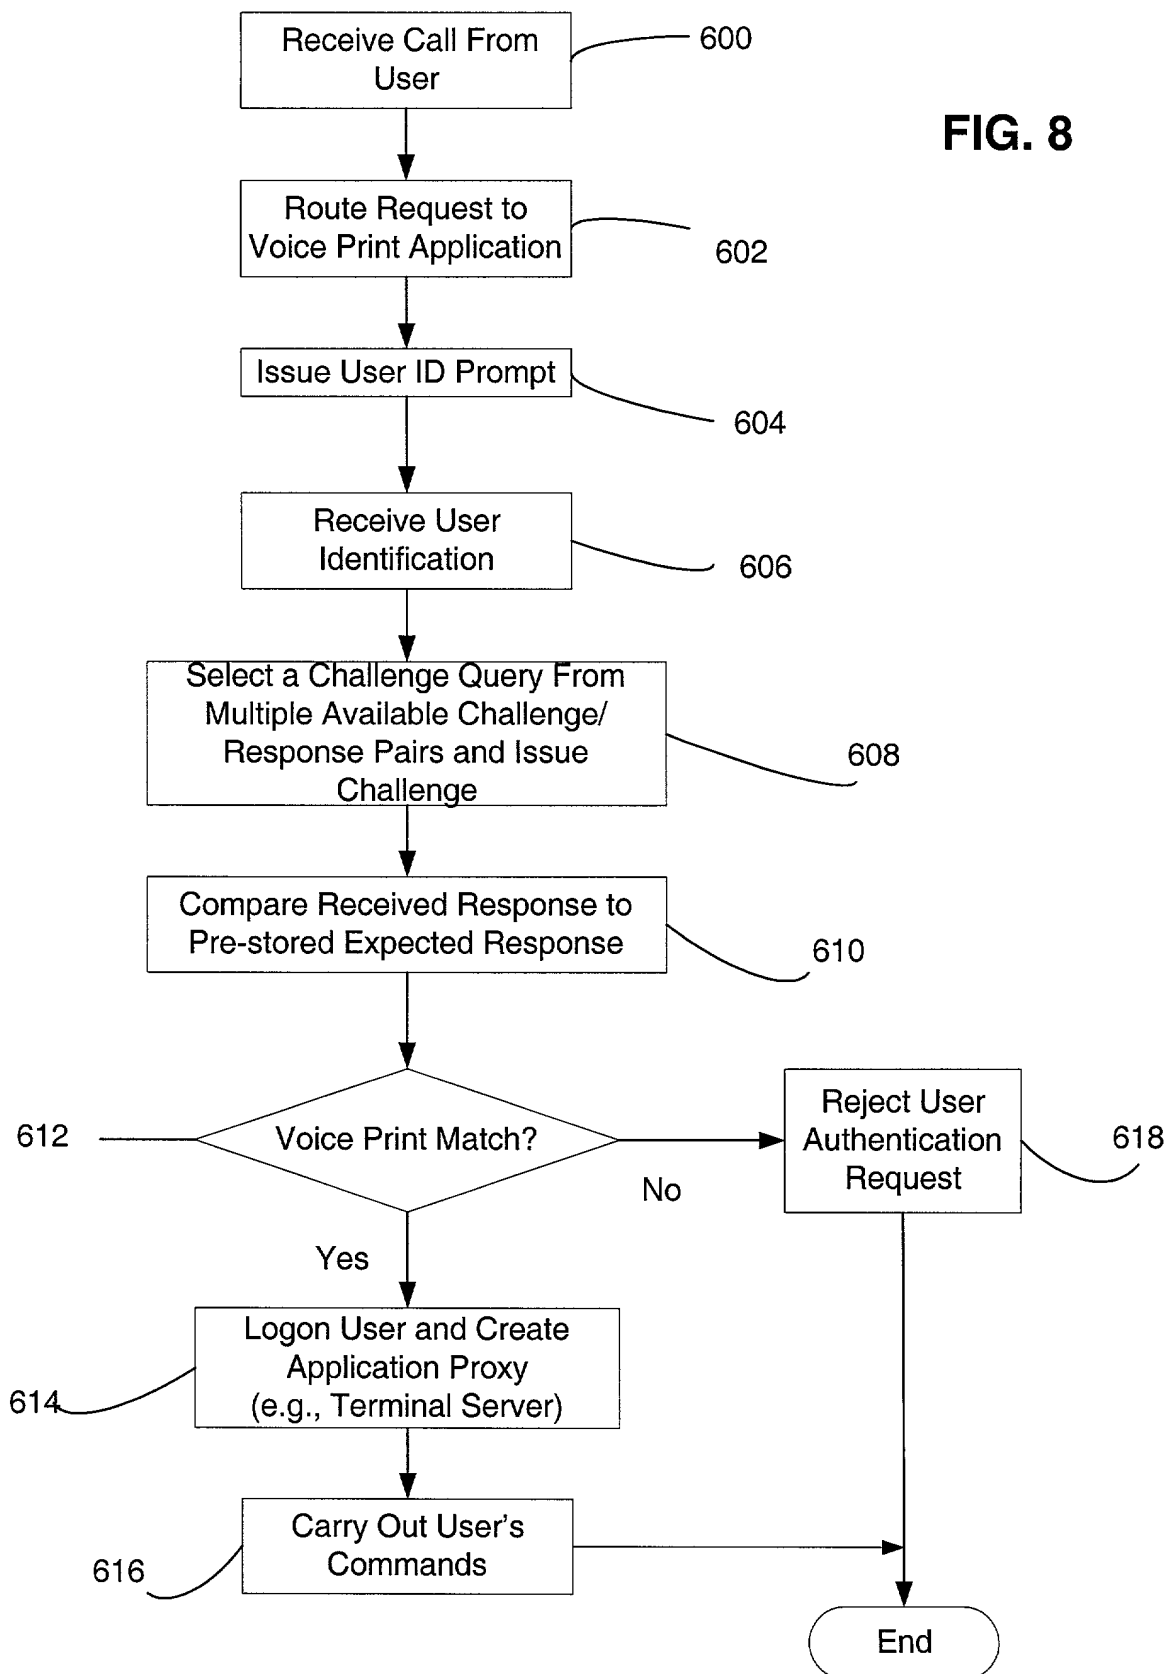 Receive Call From
User
600
FIG. 8
Route Request to
Voice Print Application
602
Issue User ID Prompt
604
Receive User
Identification
606
Select a Challenge Query From
Multiple Available Challenge/
Response Pairs and Issue
Challenge
608
Compare Received Response to
Pre-stored Expected Response
610
612
Voice Print Match?
No
Reject User
Authentication
Request
618
Yes
Logon User and Create
Application Proxy
(e.g., Terminal Server)
614
Carry Out User's
Commands
616
End